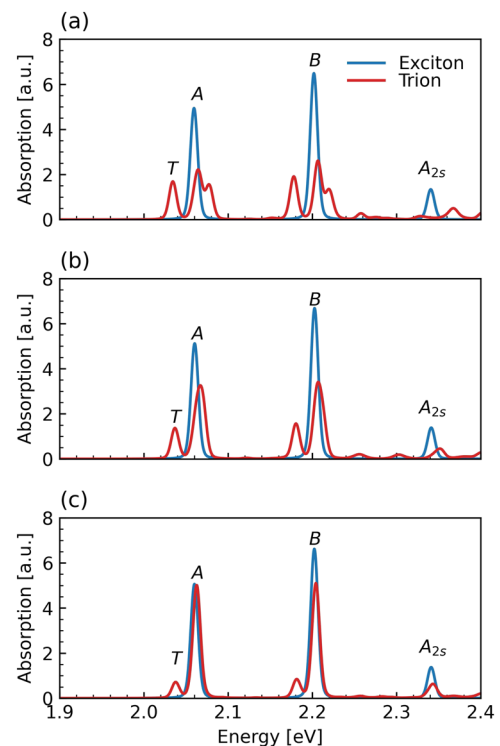 (a)
8
6
4
2
0
Absorption [a.u.]
T
A
B
A2s
Exciton
Trion
(b)
8
6
4
2
0
Absorption [a.u.]
T
A
B
A2s
(c)
8
6
4
2
0
Absorption [a.u.]
T
A
B
A2s
1.9 2.0 2.1 2.2 2.3 2.4
Energy [eV]